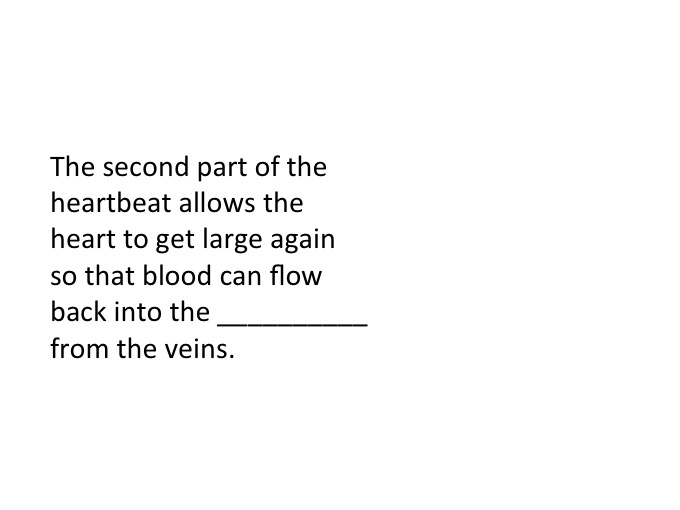 The second part of the
heartbeat allows the
heart to get large again
so that blood can flow
back into the __________
from the veins.